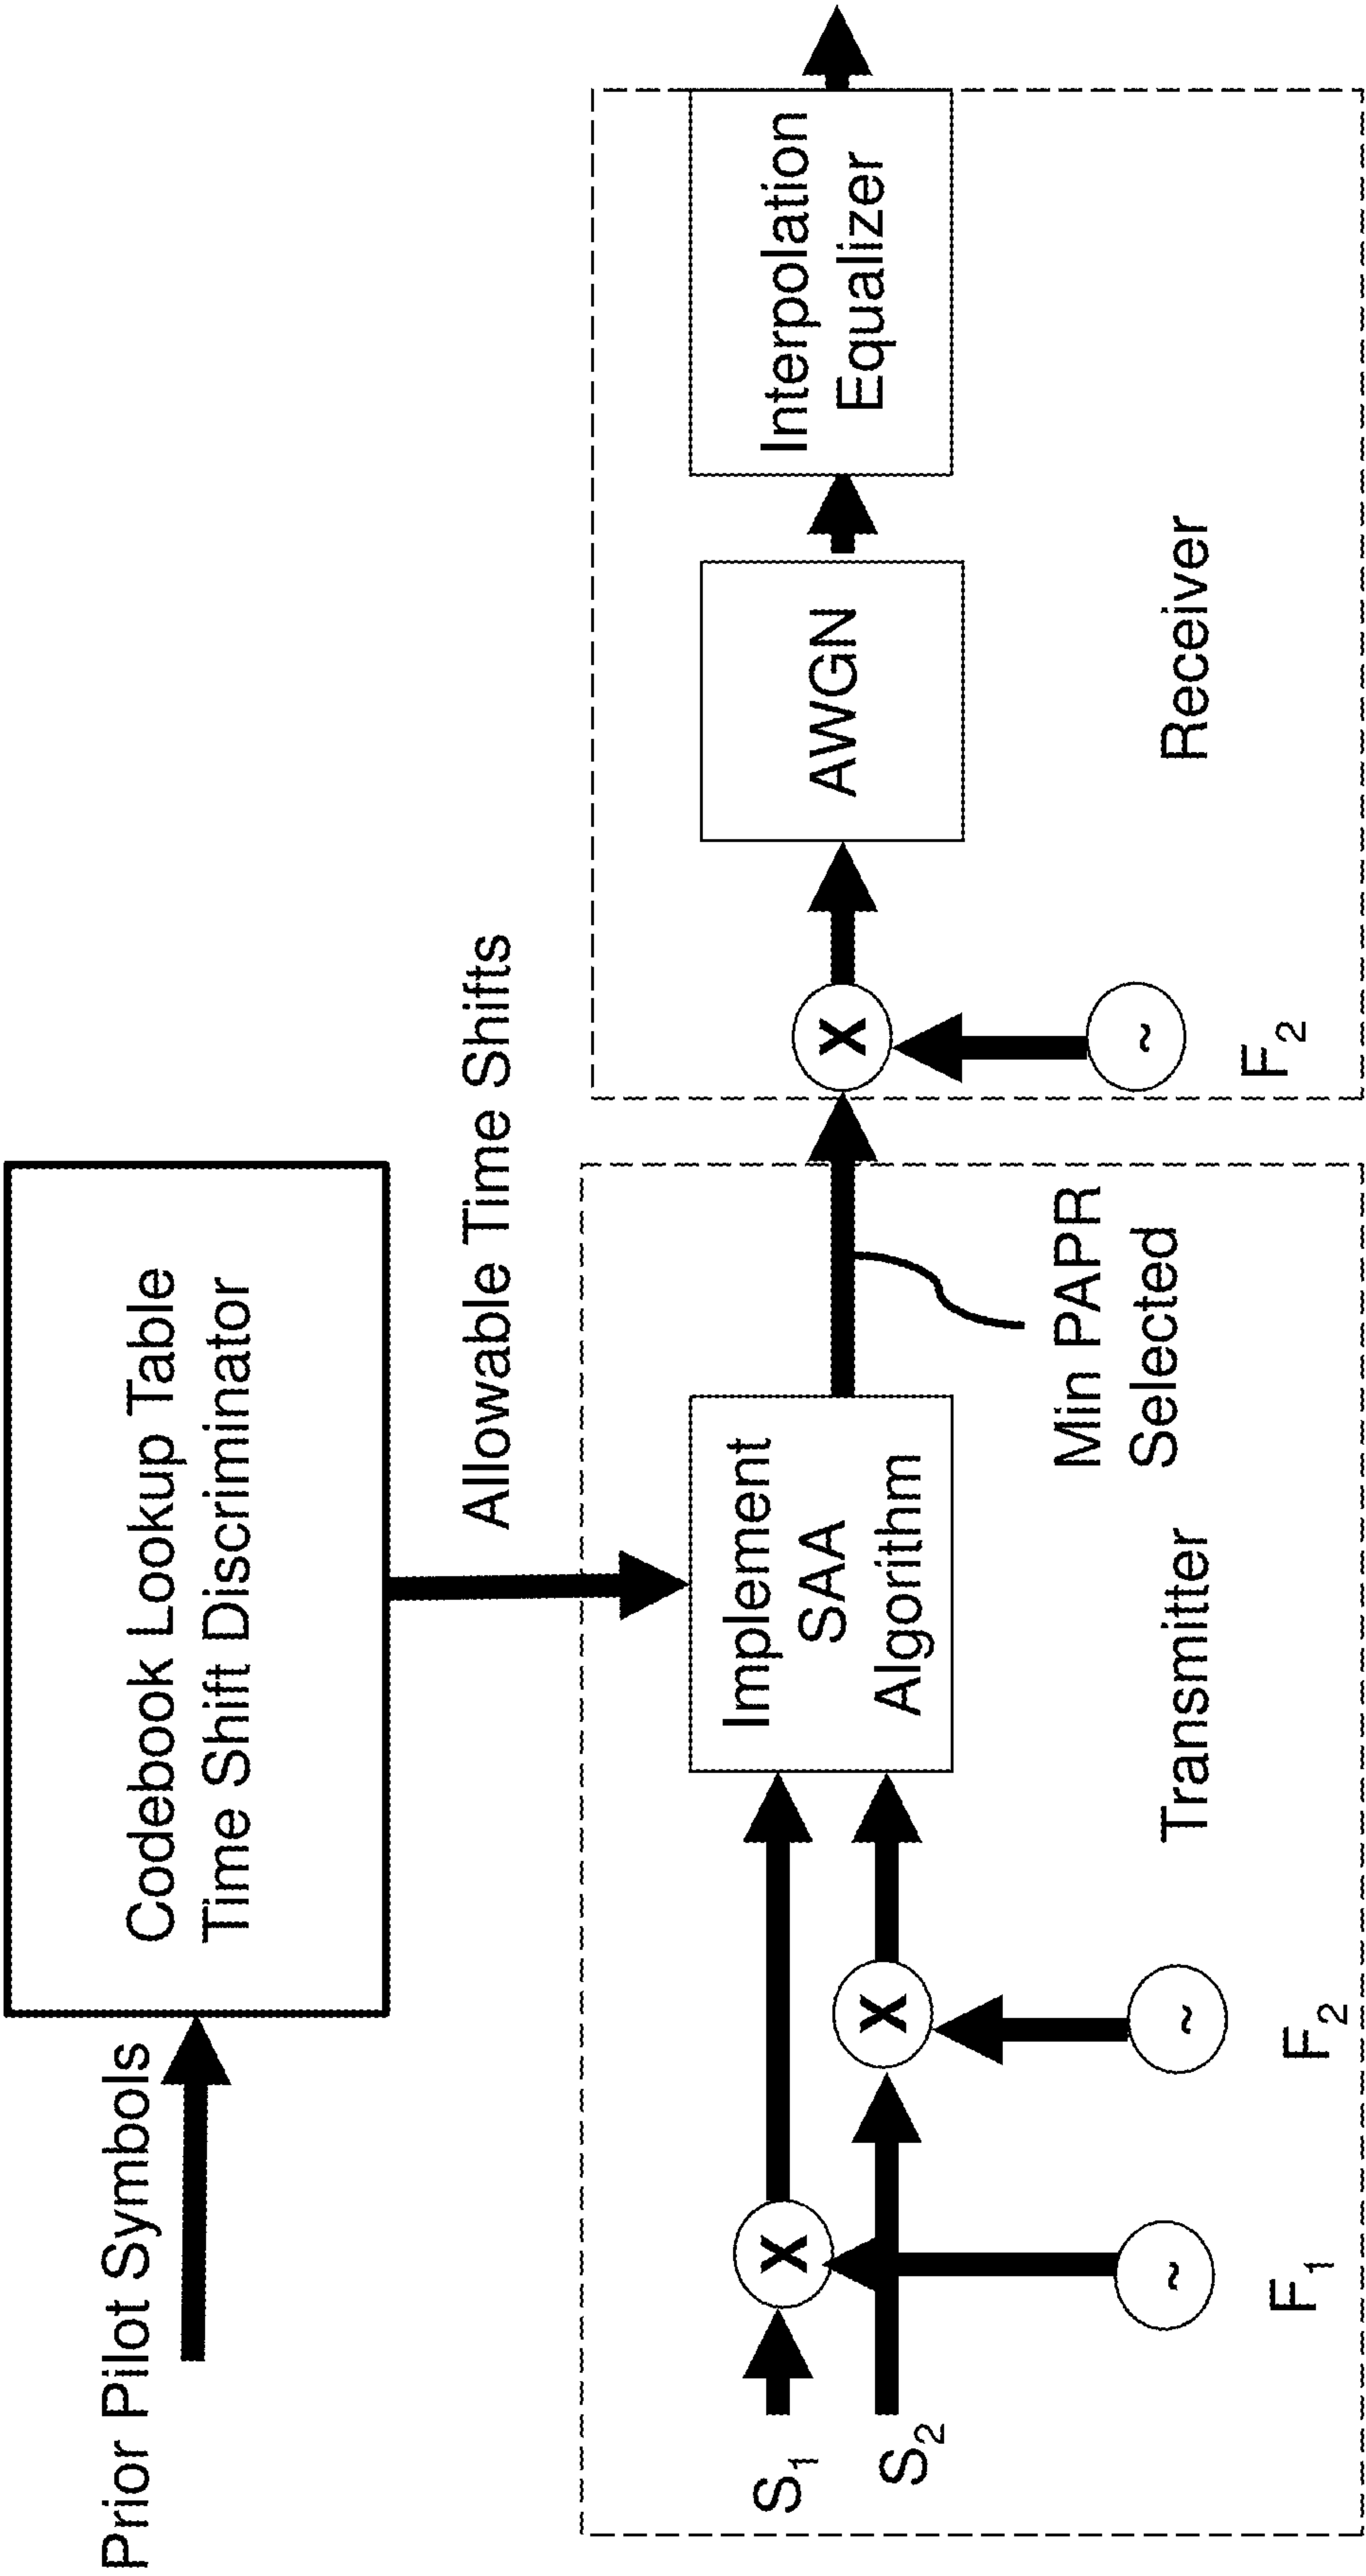 Prior Pilot Symbols
Codebook Lookup Table
Time Shift Discriminator
Allowable Time Shifts
S₁
S₂
X
X
~
~
F₁
F₂
Implement
SAA
Algorithm
Min PAPR
Selected
Transmitter
X
~
F₂
AWGN
Interpolation
Equalizer
Receiver